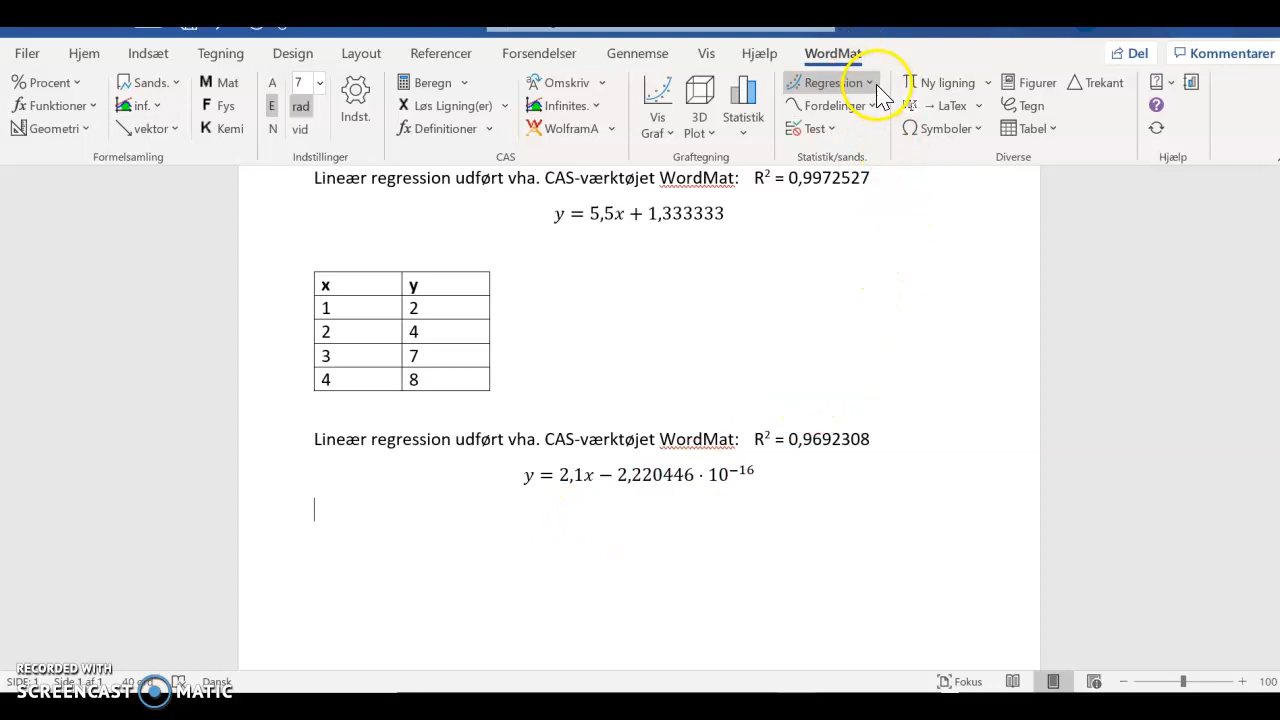 Filer Hjem Indsæt Tegning Design Layout Referencer Forsendelser Gennemse Vis Hjælp WordMat Del Kommentarer
Procent Sands. M Mat A 7 Beregn Omskriv Regression Ny ligning Figurer Trekant
Funktioner inf. F Fys E rad Indst. X Løs Ligning(er) Infinites. Vis Graf 3D Plot Statistik Fordelinger → LaTex Tegn
Geometri vektor K Kemi N vid fx Definitioner WolframA Test Symboler Tabel
Formelsamling Indstillinger CAS Graftegning Statistik/sands. Diverse Hjælp
Lineær regression udført vha. CAS-værktøjet WordMat: R² = 0,9972527
y = 5,5x + 1,333333
x y
1 2
2 4
3 7
4 8
Lineær regression udført vha. CAS-værktøjet WordMat: R² = 0,9692308
y = 2,1x − 2,220446 · 10⁻¹⁶
RECORDED WITH
SCREENCAST MATIC
SIDE: 1 Side 1 af 1 40 ord Dansk Fokus 100